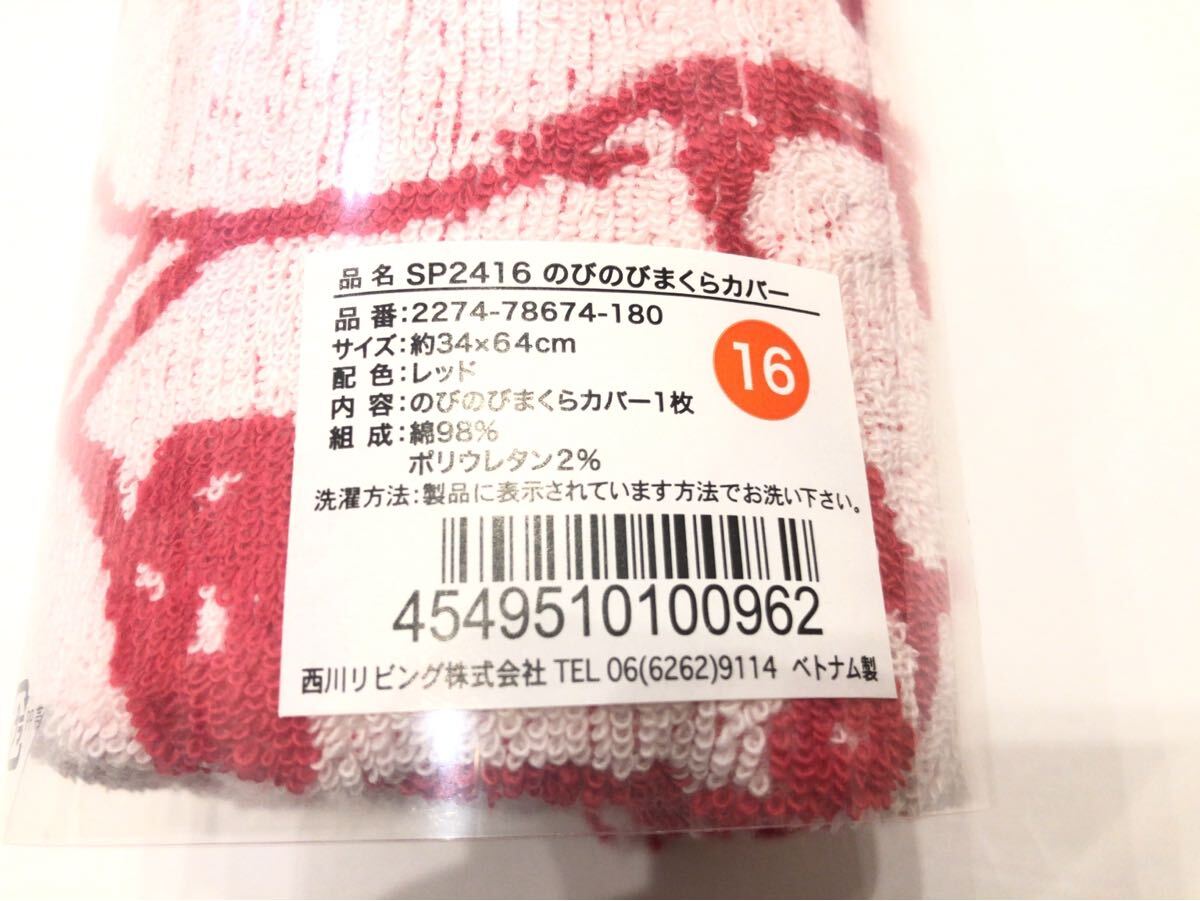 品名 SP2416 のびのびまくらカバー
品番:2274-78674-180
サイズ:約34×64cm
配色:レッド
内容:のびのびまくらカバー1枚
組成:綿98%
ポリウレタン2%
16
洗濯方法:製品に表示されています方法でお洗い下さい。
4549510100962
西川リビング株式会社 TEL 06(6262)9114 ベトナム製